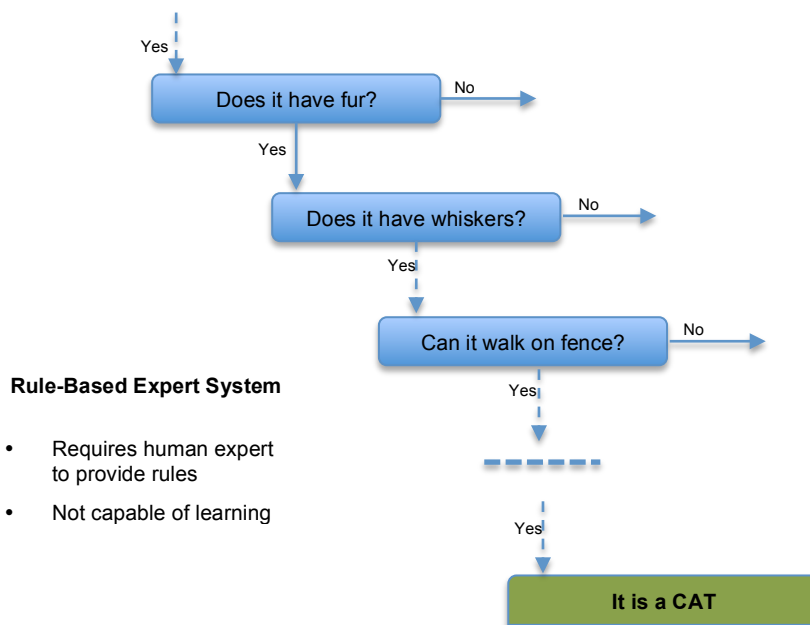 Yes
Does it have fur?
No
Yes
Does it have whiskers?
No
Yes
Can it walk on fence?
No
Yes
Rule-Based Expert System
• Requires human expert
to provide rules
• Not capable of learning
Yes
It is a CAT